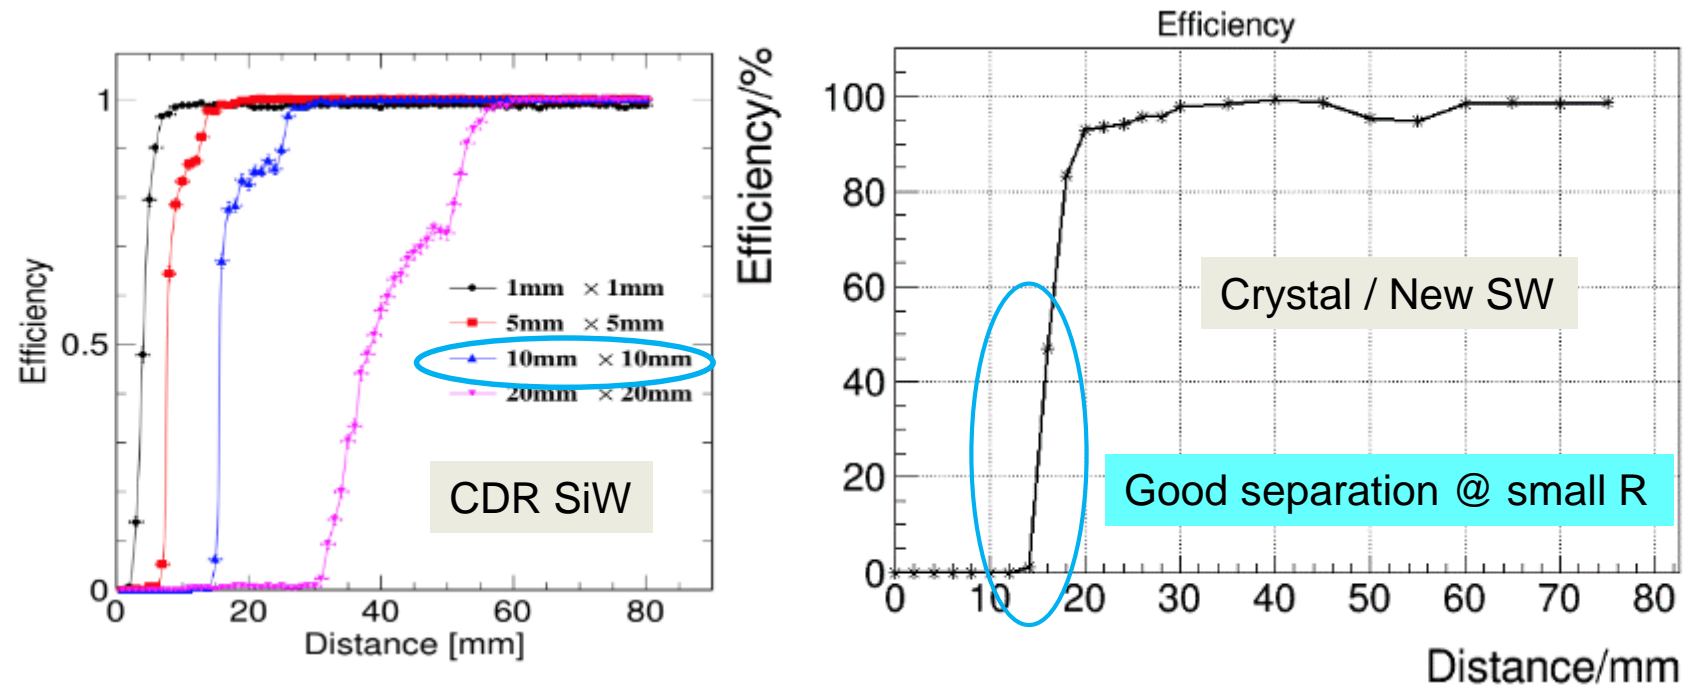 1
0.5
0
0 20 40 60 80
Efficiency
Distance [mm]
1mm × 1mm
5mm × 5mm
10mm × 10mm
20mm × 20mm
CDR SiW
Efficiency
Efficiency/%
100
80
60
40
20
0
0 10 20 30 40 50 60 70 80
Distance/mm
Crystal / New SW
Good separation @ small R